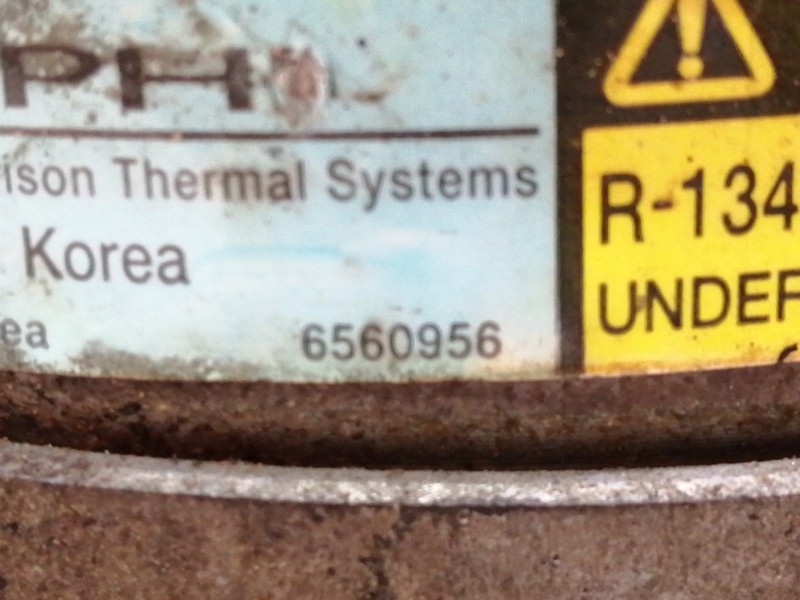 PH
ison Thermal Systems
Korea
ea
6560956
R-134
UNDER